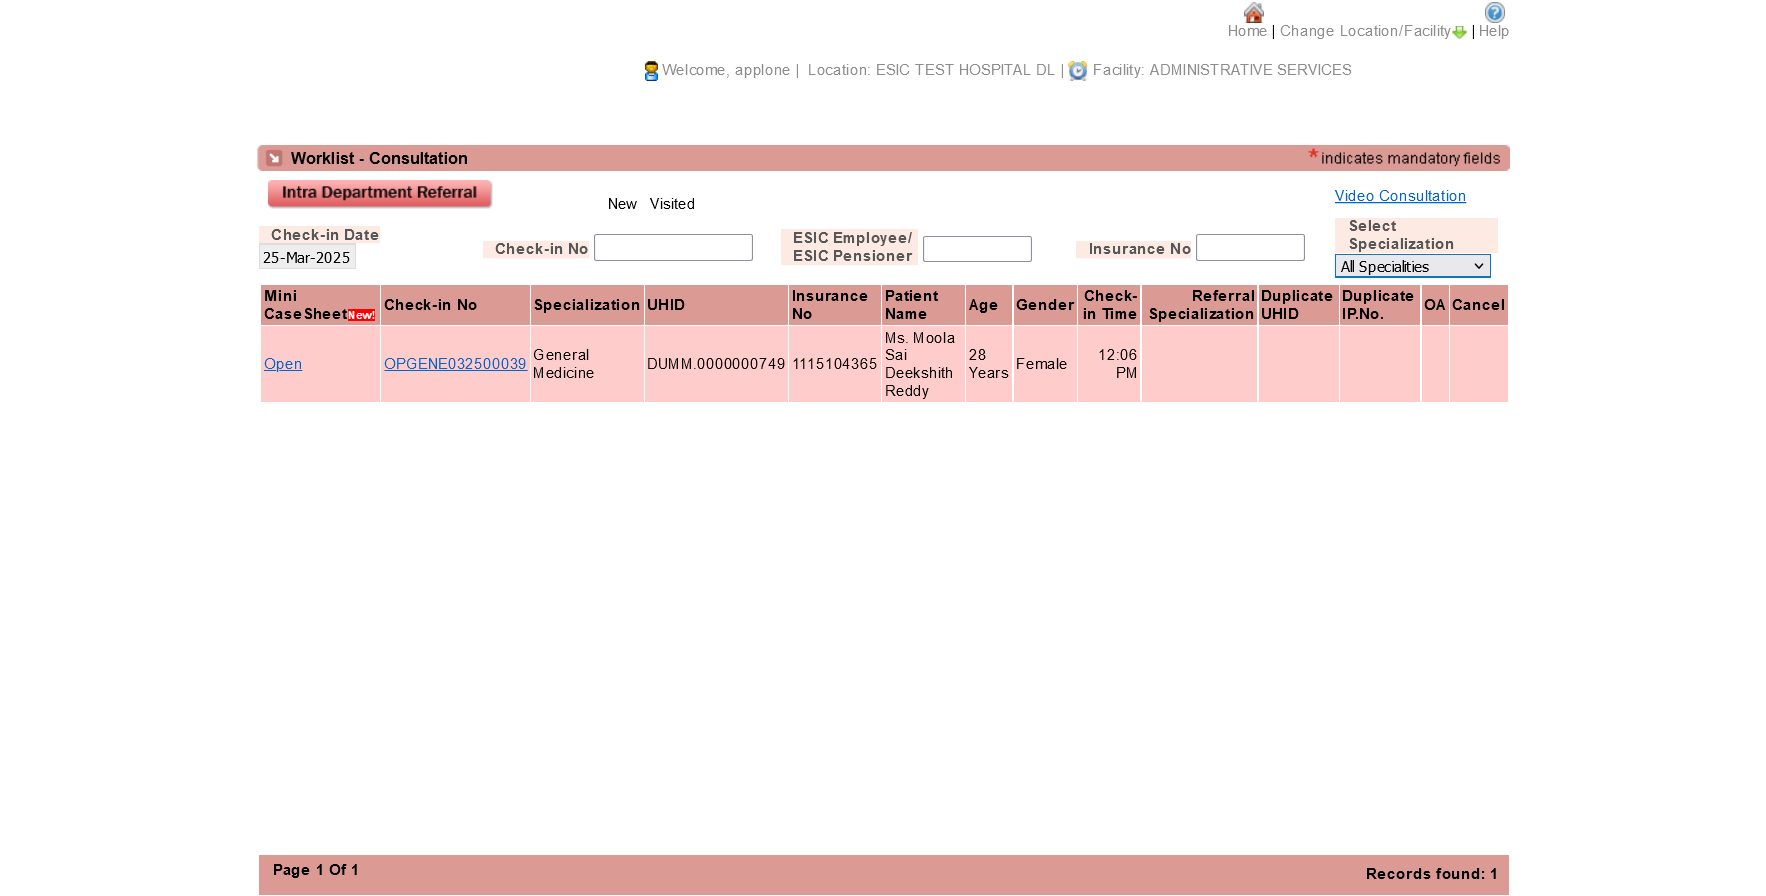 Home | Change Location/Facility | Help
Welcome, applone | Location: ESIC TEST HOSPITAL DL | Facility: ADMINISTRATIVE SERVICES
Worklist - Consultation
*indicates mandatory fields
Intra Department Referral
New Visited
Video Consultation
Check-in Date
25-Mar-2025
Check-in No
ESIC Employee/
ESIC Pensioner
Insurance No
Select
Specialization
All Specialities
Mini
Case Sheet New!
Check-in No
Specialization
UHID
Insurance
No
Patient
Name
Age
Gender
Check-
in Time
Referral
Specialization
Duplicate
UHID
Duplicate
IP.No.
OA
Cancel
Open
OPGENE032500039
General
Medicine
DUMM.0000000749
1115104365
Ms. Moola
Sai
Deekshith
Reddy
28
Years
Female
12:06
PM
Page 1 Of 1
Records found: 1